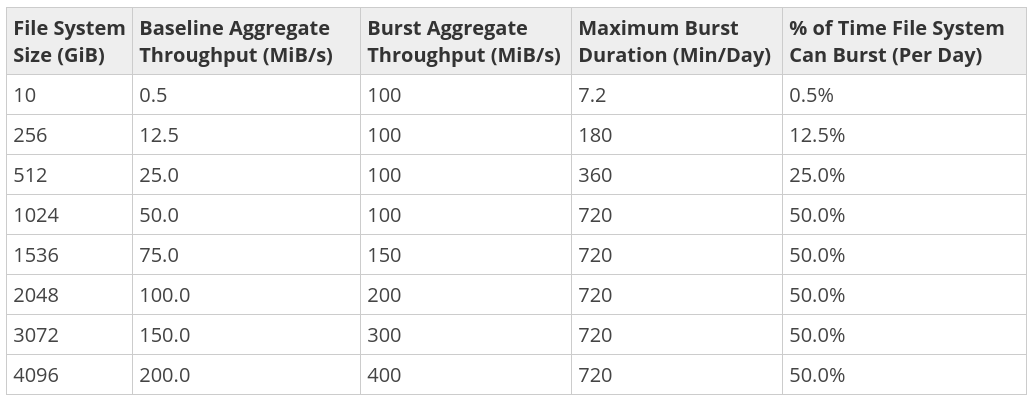 File System Size (GiB) | Baseline Aggregate Throughput (MiB/s) | Burst Aggregate Throughput (MiB/s) | Maximum Burst Duration (Min/Day) | % of Time File System Can Burst (Per Day)
10 | 0.5 | 100 | 7.2 | 0.5%
256 | 12.5 | 100 | 180 | 12.5%
512 | 25.0 | 100 | 360 | 25.0%
1024 | 50.0 | 100 | 720 | 50.0%
1536 | 75.0 | 150 | 720 | 50.0%
2048 | 100.0 | 200 | 720 | 50.0%
3072 | 150.0 | 300 | 720 | 50.0%
4096 | 200.0 | 400 | 720 | 50.0%